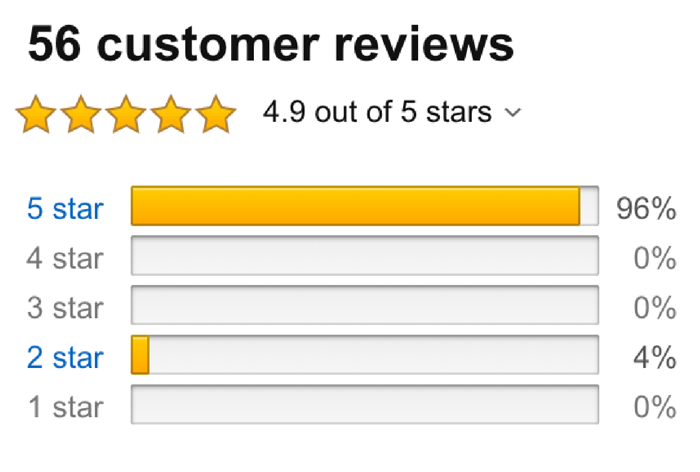 56 customer reviews
4.9 out of 5 stars
5 star 96%
4 star 0%
3 star 0%
2 star 4%
1 star 0%